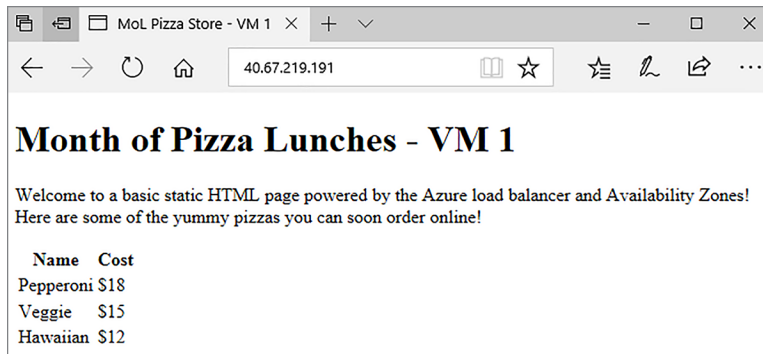 MoL Pizza Store - VM 1
40.67.219.191
Month of Pizza Lunches - VM 1
Welcome to a basic static HTML page powered by the Azure load balancer and Availability Zones!
Here are some of the yummy pizzas you can soon order online!
Name Cost
Pepperoni $18
Veggie $15
Hawaiian $12